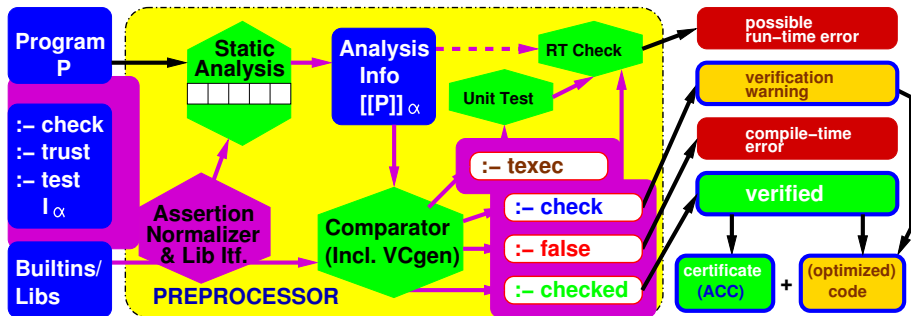 Program
P
:– check
:– trust
:– test
I α
Builtins/
Libs
Static
Analysis
Assertion
Normalizer
& Lib Itf.
PREPROCESSOR
Analysis
Info
[[P]] α
Comparator
(Incl. VCgen)
RT Check
Unit Test
:– texec
:– check
:– false
:– checked
possible
run–time error
verification
warning
compile–time
error
verified
certificate
(ACC)
+
(optimized)
code